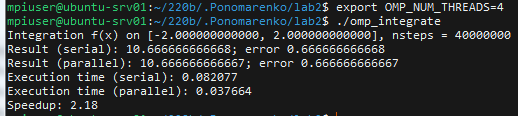 mpiuser@ubuntu-srv01:~/220b/.Ponomarenko/lab2$ export OMP_NUM_THREADS=4
mpiuser@ubuntu-srv01:~/220b/.Ponomarenko/lab2$ ./omp_integrate
Integration f(x) on [-2.000000000000, 2.000000000000], nsteps = 40000000
Result (serial): 10.666666666668; error 0.666666666668
Result (parallel): 10.666666666667; error 0.666666666667
Execution time (serial): 0.082077
Execution time (parallel): 0.037664
Speedup: 2.18